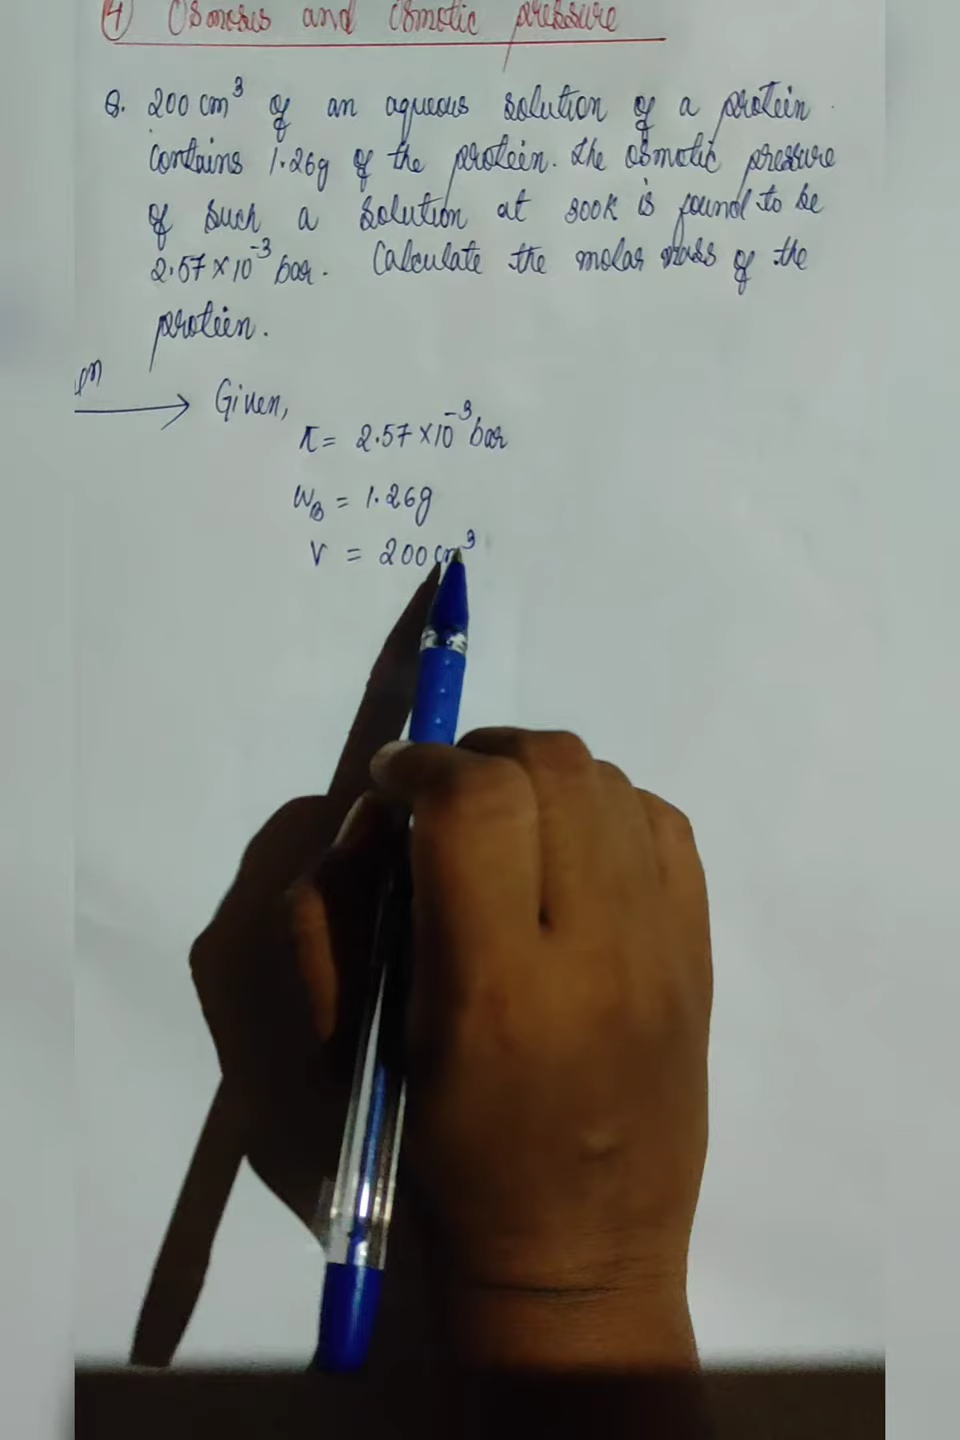 ④ Osmosis and Osmotic pressure
Q. 200 cm³ of an aqueous solution of a protein
contains 1.26g of the protein. The osmotic pressure
of such a solution at 300K is found to be
2.57 × 10⁻³ bar. Calculate the molar mass of the
protein.
Given,
π = 2.57 × 10⁻³ bar
W_B = 1.26g
V = 200 cm³